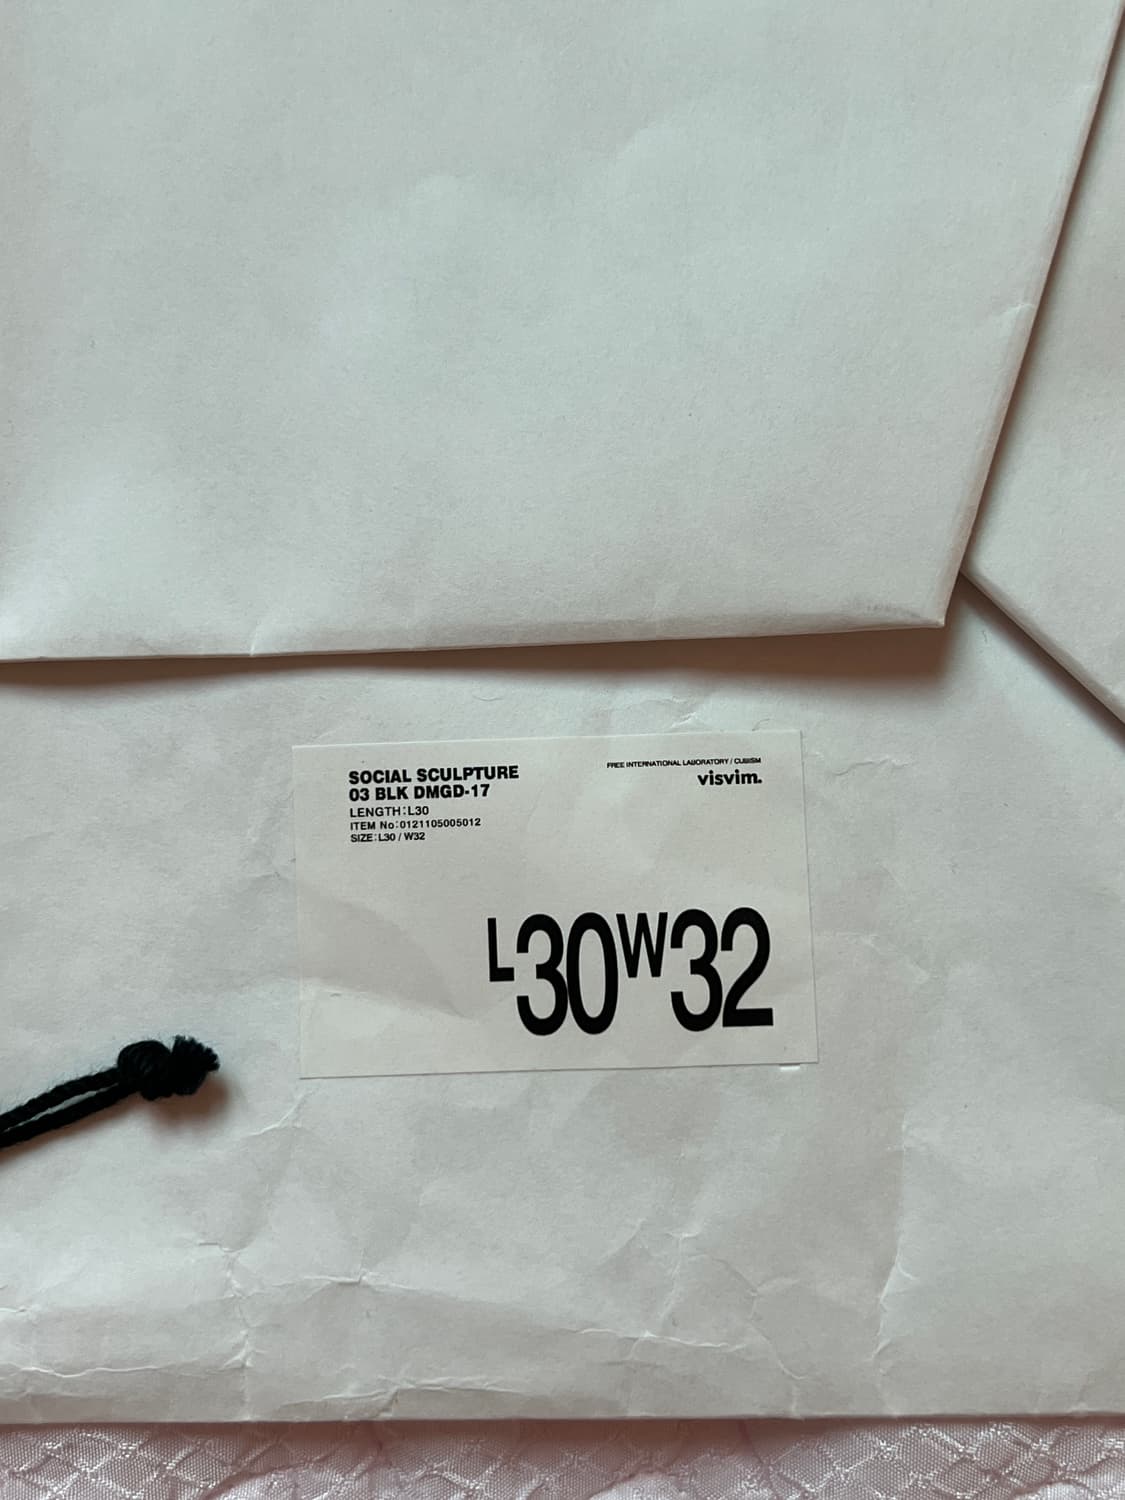 SOCIAL SCULPTURE
03 BLK DMGD-17
LENGTH:L30
ITEM No:0121105005012
SIZE:L30 / W32
FREE INTERNATIONAL LABORATORY / CUBISM
visvim.
L30W32